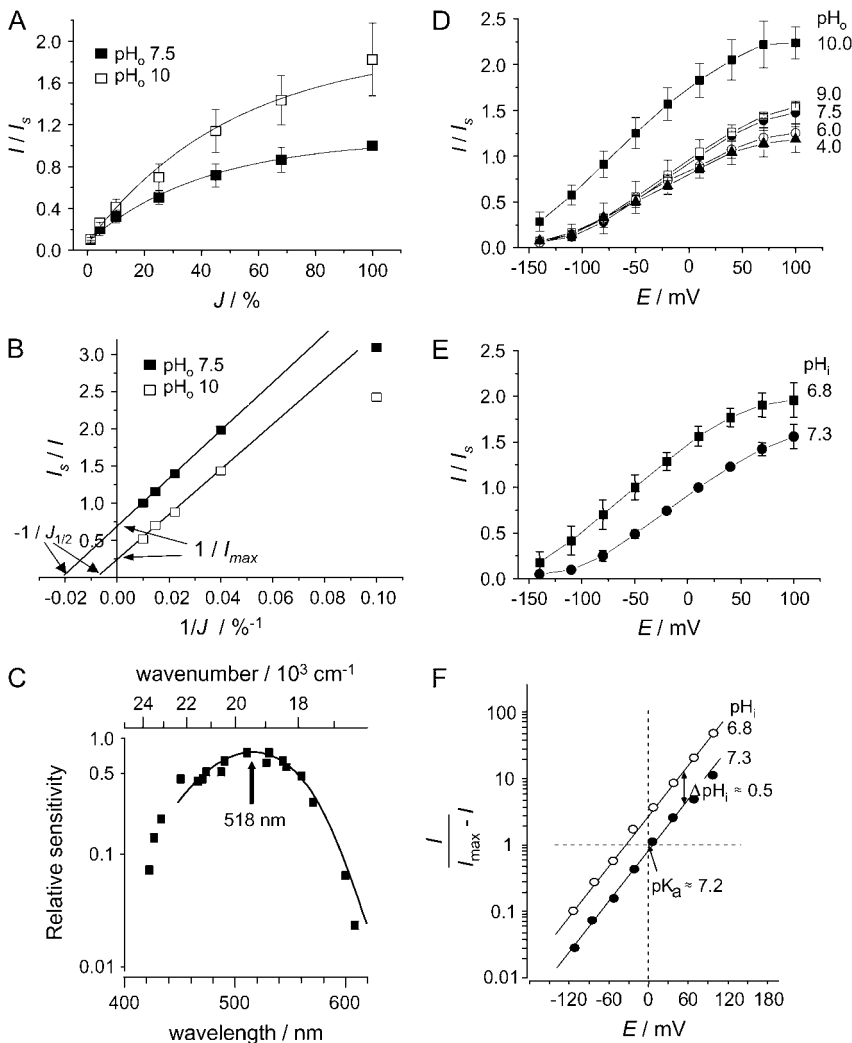 A
2.0
1.6
1.2
0.8
0.4
0.0
I / Is
pHo 7.5
pHo 10
0 25 50 75 100
J / %
B
3.0
2.5
2.0
1.5
1.0
0.5
Is / I
pHo 7.5
pHo 10
-1 / J1/2
1 / Imax
-0.02 0.00 0.02 0.04 0.06 0.08 0.10
1/J / %-1
C
wavenumber / 10³ cm-1
24 22 20 18
1.0
0.5
0.1
0.01
Relative sensitivity
518 nm
400 500 600
wavelength / nm
D
2.5
2.0
1.5
1.0
0.5
0.0
I / Is
pHo
10.0
9.0
7.5
6.0
4.0
-150 -100 -50 0 50 100
E / mV
E
2.5
2.0
1.5
1.0
0.5
0.0
I / Is
pHi
6.8
7.3
-150 -100 -50 0 50 100
E / mV
F
100
10
1
0.1
0.01
I
Imax - I
pHi
6.8
7.3
ΔpHi ≈ 0.5
pKa ≈ 7.2
-120 -60 0 60 120 180
E / mV